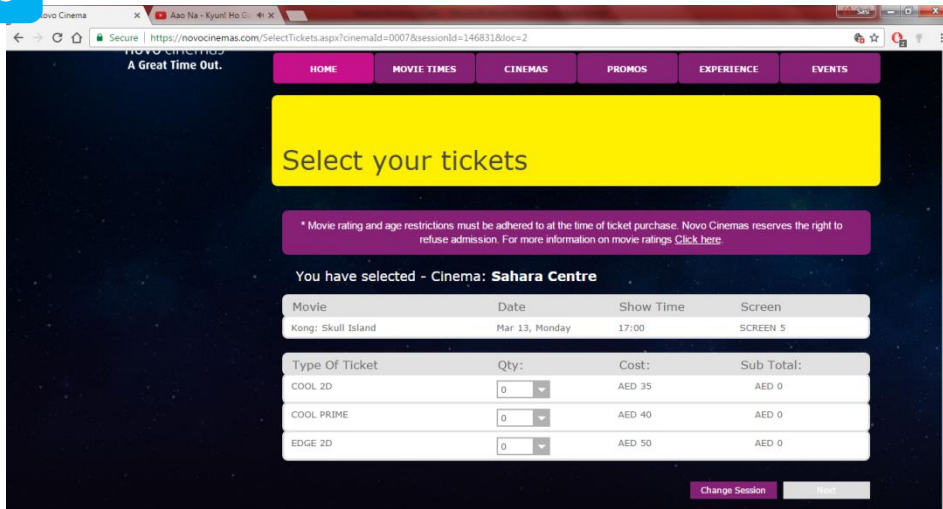 ovo Cinema
Aao Na - Kyun! Ho G
Secure | https://novocinemas.com/SelectTickets.aspx?cinemaId=0007&sessionId=146831&loc=2
novo cinemas
A Great Time Out.
HOME MOVIE TIMES CINEMAS PROMOS EXPERIENCE EVENTS
Select your tickets
* Movie rating and age restrictions must be adhered to at the time of ticket purchase. Novo Cinemas reserves the right to
refuse admission. For more information on movie ratings Click here.
You have selected - Cinema: Sahara Centre
Movie Date Show Time Screen
Kong: Skull Island Mar 13, Monday 17:00 SCREEN 5
Type Of Ticket Qty: Cost: Sub Total:
COOL 2D 0 AED 35 AED 0
COOL PRIME 0 AED 40 AED 0
EDGE 2D 0 AED 50 AED 0
Change Session Next